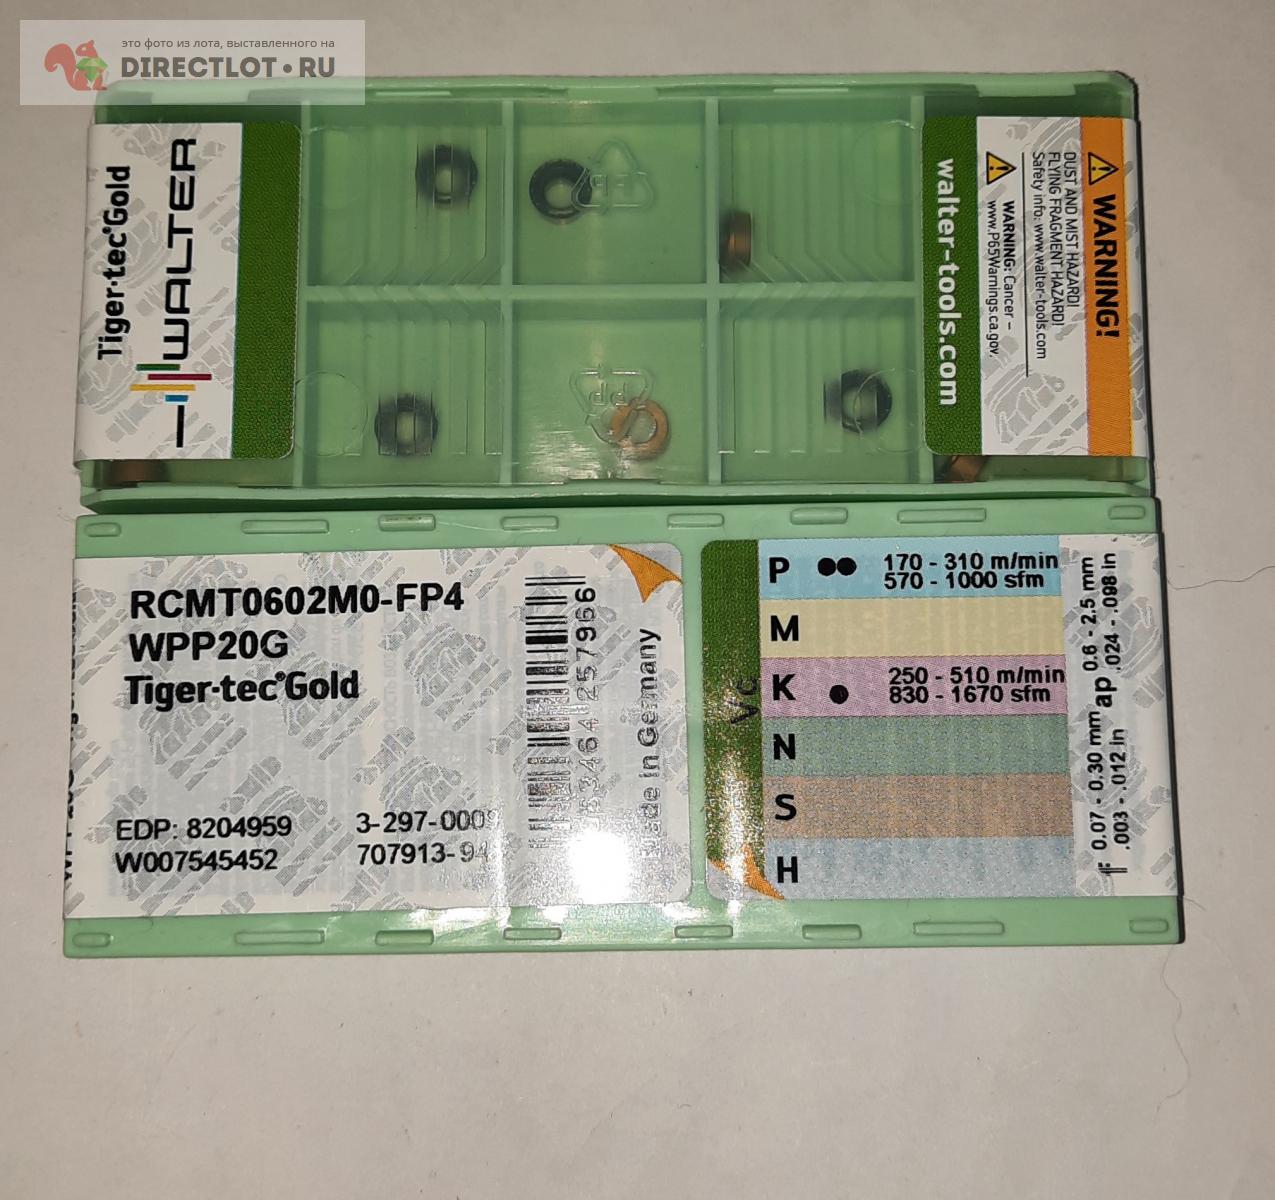 это фото из лота, выставленного на
DIRECTLOT.RU
Tiger·tec®Gold
WALTER
walter-tools.com
WARNING: Cancer –
www.P65Warnings.ca.gov.
WARNING!
DUST AND MIST HAZARD!
FLYING FRAGMENT HAZARD!
Safety info: www.walter-tools.com
RCMT0602M0-FP4
WPP20G
Tiger·tec®Gold
EDP: 8204959
W007545452
3-297-000
707913-94
in Germany
Vc
P ●● 170 - 310 m/min
570 - 1000 sfm
M
K ● 250 - 510 m/min
830 - 1670 sfm
N
S
H
f 0.07 - 0.30 mm ap 0.6 - 2.5 mm
.003 - .012 in .024 - .098 in